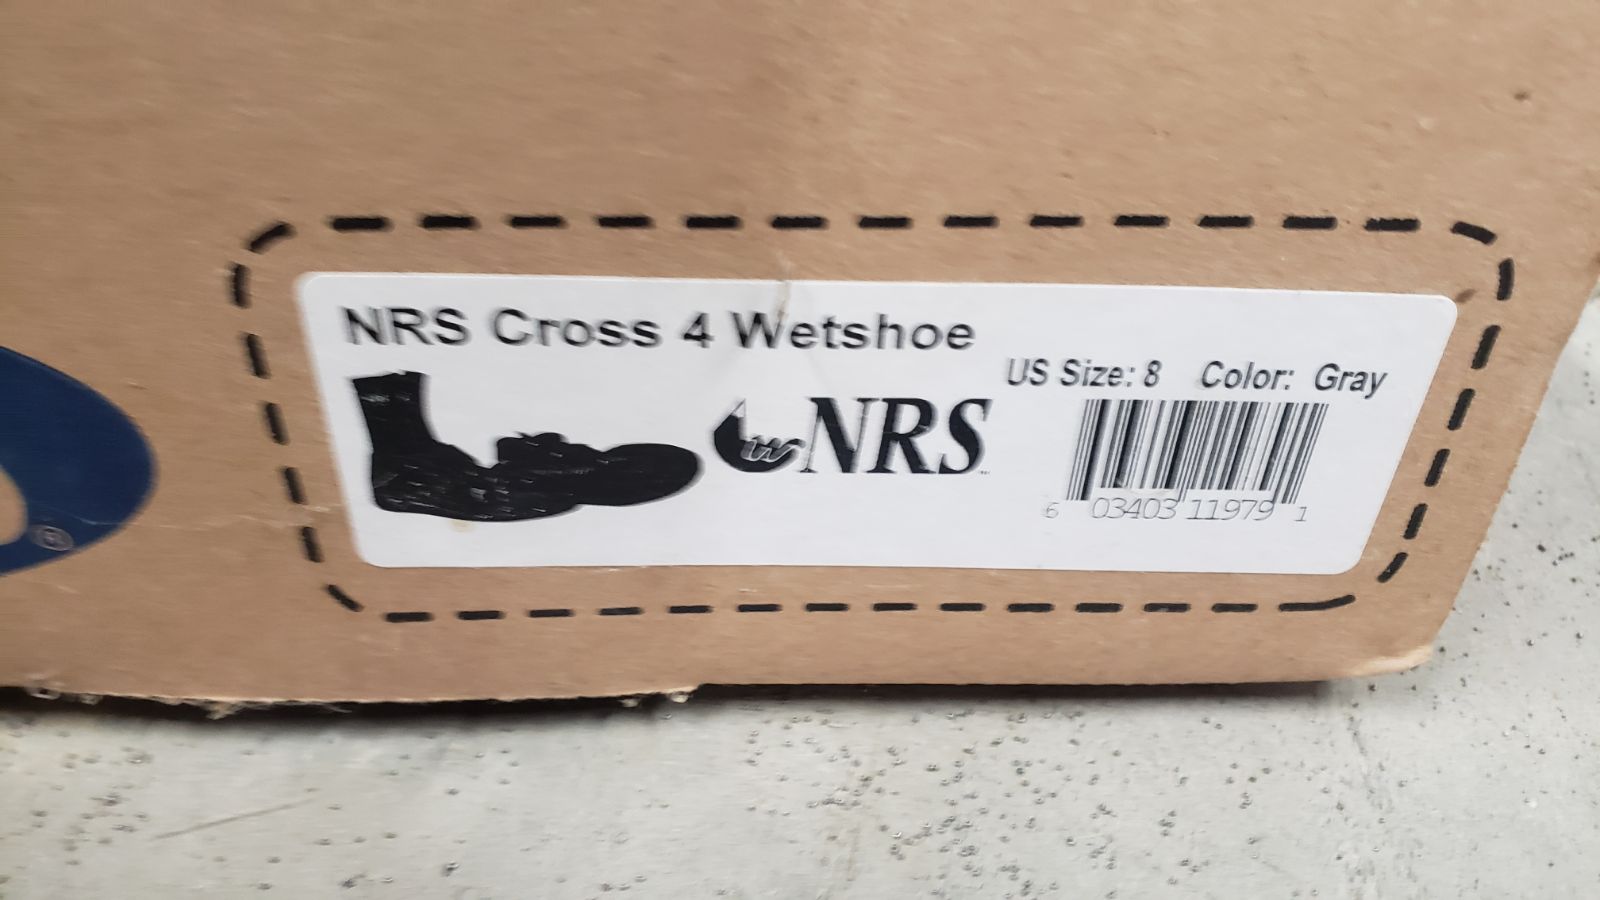 NRS Cross 4 Wetshoe
US Size: 8 Color: Gray
NRS
6 03403 11979 1
®